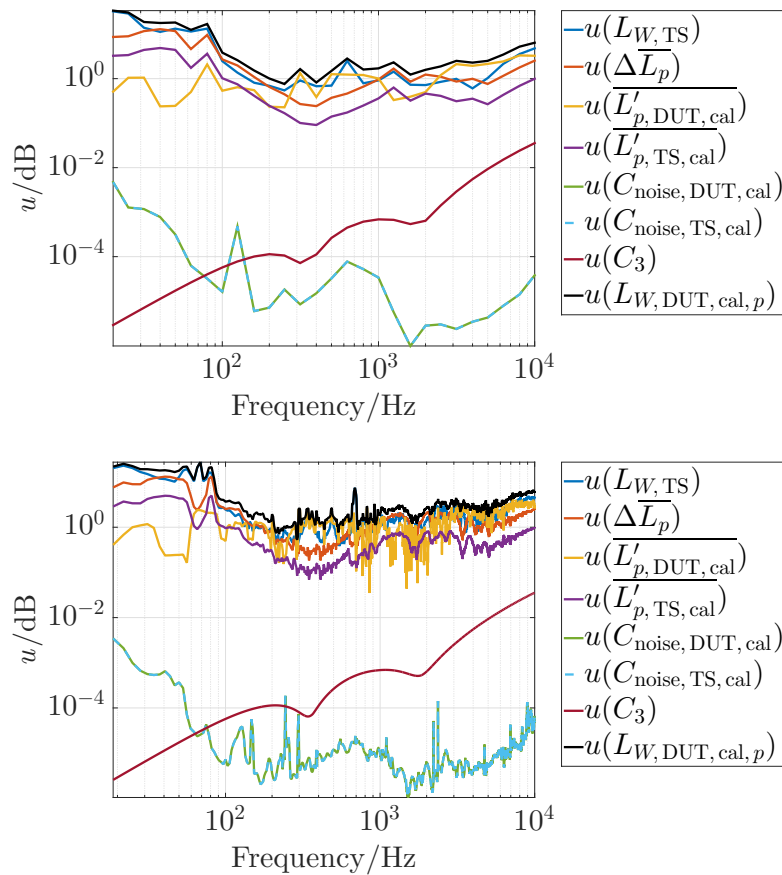 u/dB
10^0
10^-2
10^-4
10^2 10^3 10^4
Frequency/Hz
u(L_{W, TS})
u(Δ\overline{L_p})
u(\overline{L'_{p, DUT, cal}})
u(\overline{L'_{p, TS, cal}})
u(C_{noise, DUT, cal})
u(C_{noise, TS, cal})
u(C_3)
u(L_{W, DUT, cal, p})
u/dB
10^0
10^-2
10^-4
10^2 10^3 10^4
Frequency/Hz
u(L_{W, TS})
u(Δ\overline{L_p})
u(\overline{L'_{p, DUT, cal}})
u(\overline{L'_{p, TS, cal}})
u(C_{noise, DUT, cal})
u(C_{noise, TS, cal})
u(C_3)
u(L_{W, DUT, cal, p})